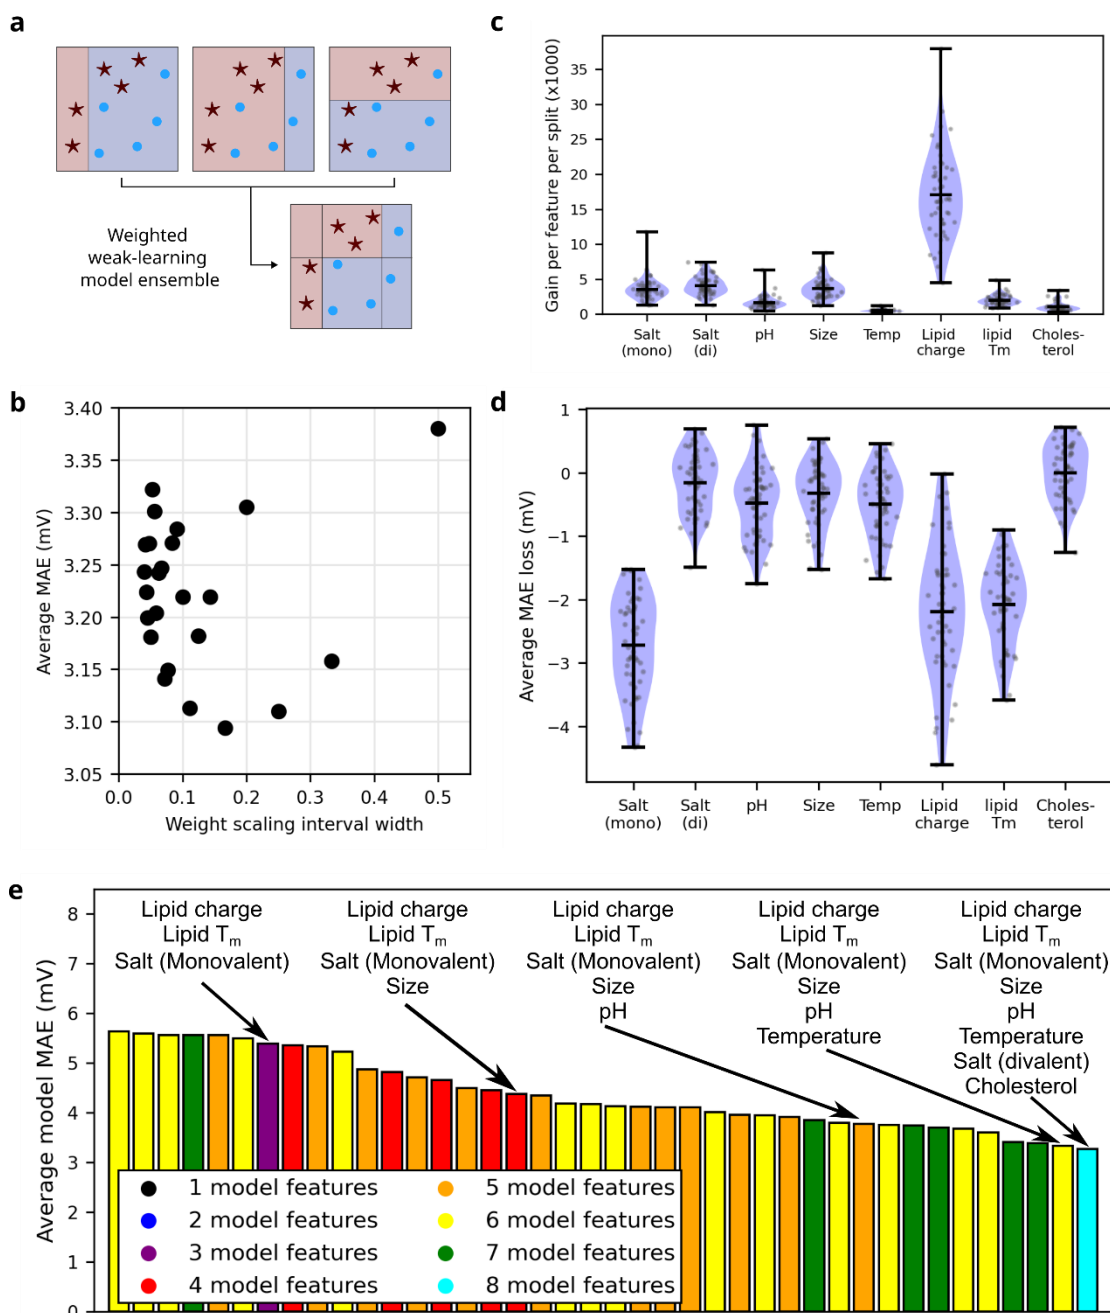 a
Weighted
weak-learning
model ensemble
c
Gain per feature per split (x1000)
35
30
25
20
15
10
5
0
Salt (mono)
Salt (di)
pH
Size
Temp
Lipid charge
lipid Tm
Choles-terol
b
Average MAE (mV)
3.40
3.35
3.30
3.25
3.20
3.15
3.10
3.05
0.0 0.1 0.2 0.3 0.4 0.5
Weight scaling interval width
d
Average MAE loss (mV)
1
0
−1
−2
−3
−4
Salt (mono)
Salt (di)
pH
Size
Temp
Lipid charge
lipid Tm
Choles-terol
e
Average model MAE (mV)
8
7
6
5
4
3
2
1
0
Lipid charge
Lipid Tm
Salt (Monovalent)
Lipid charge
Lipid Tm
Salt (Monovalent)
Size
Lipid charge
Lipid Tm
Salt (Monovalent)
Size
pH
Lipid charge
Lipid Tm
Salt (Monovalent)
Size
pH
Temperature
Lipid charge
Lipid Tm
Salt (Monovalent)
Size
pH
Temperature
Salt (divalent)
Cholesterol
1 model features
2 model features
3 model features
4 model features
5 model features
6 model features
7 model features
8 model features